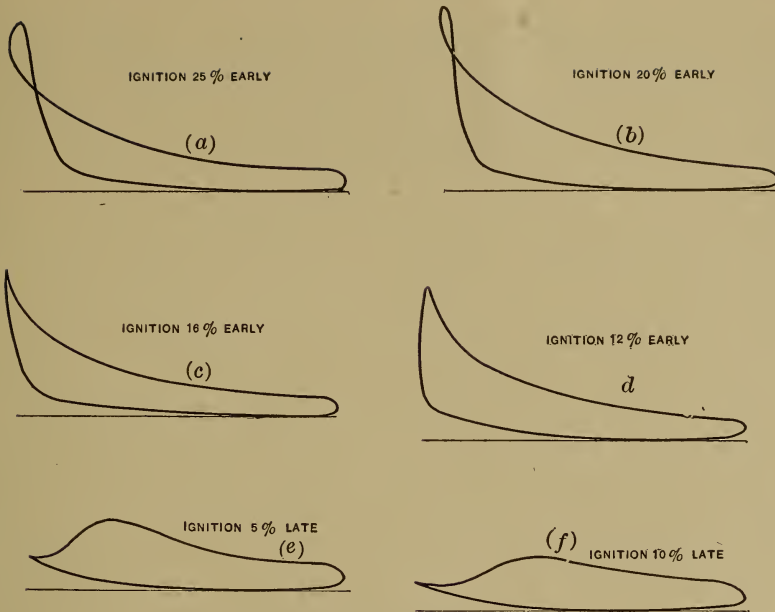 IGNITION 25% EARLY
(a)
IGNITION 20% EARLY
(b)
IGNITION 16% EARLY
(c)
IGNITION 12% EARLY
d
IGNITION 5% LATE
(e)
(f)
IGNITION 10% LATE